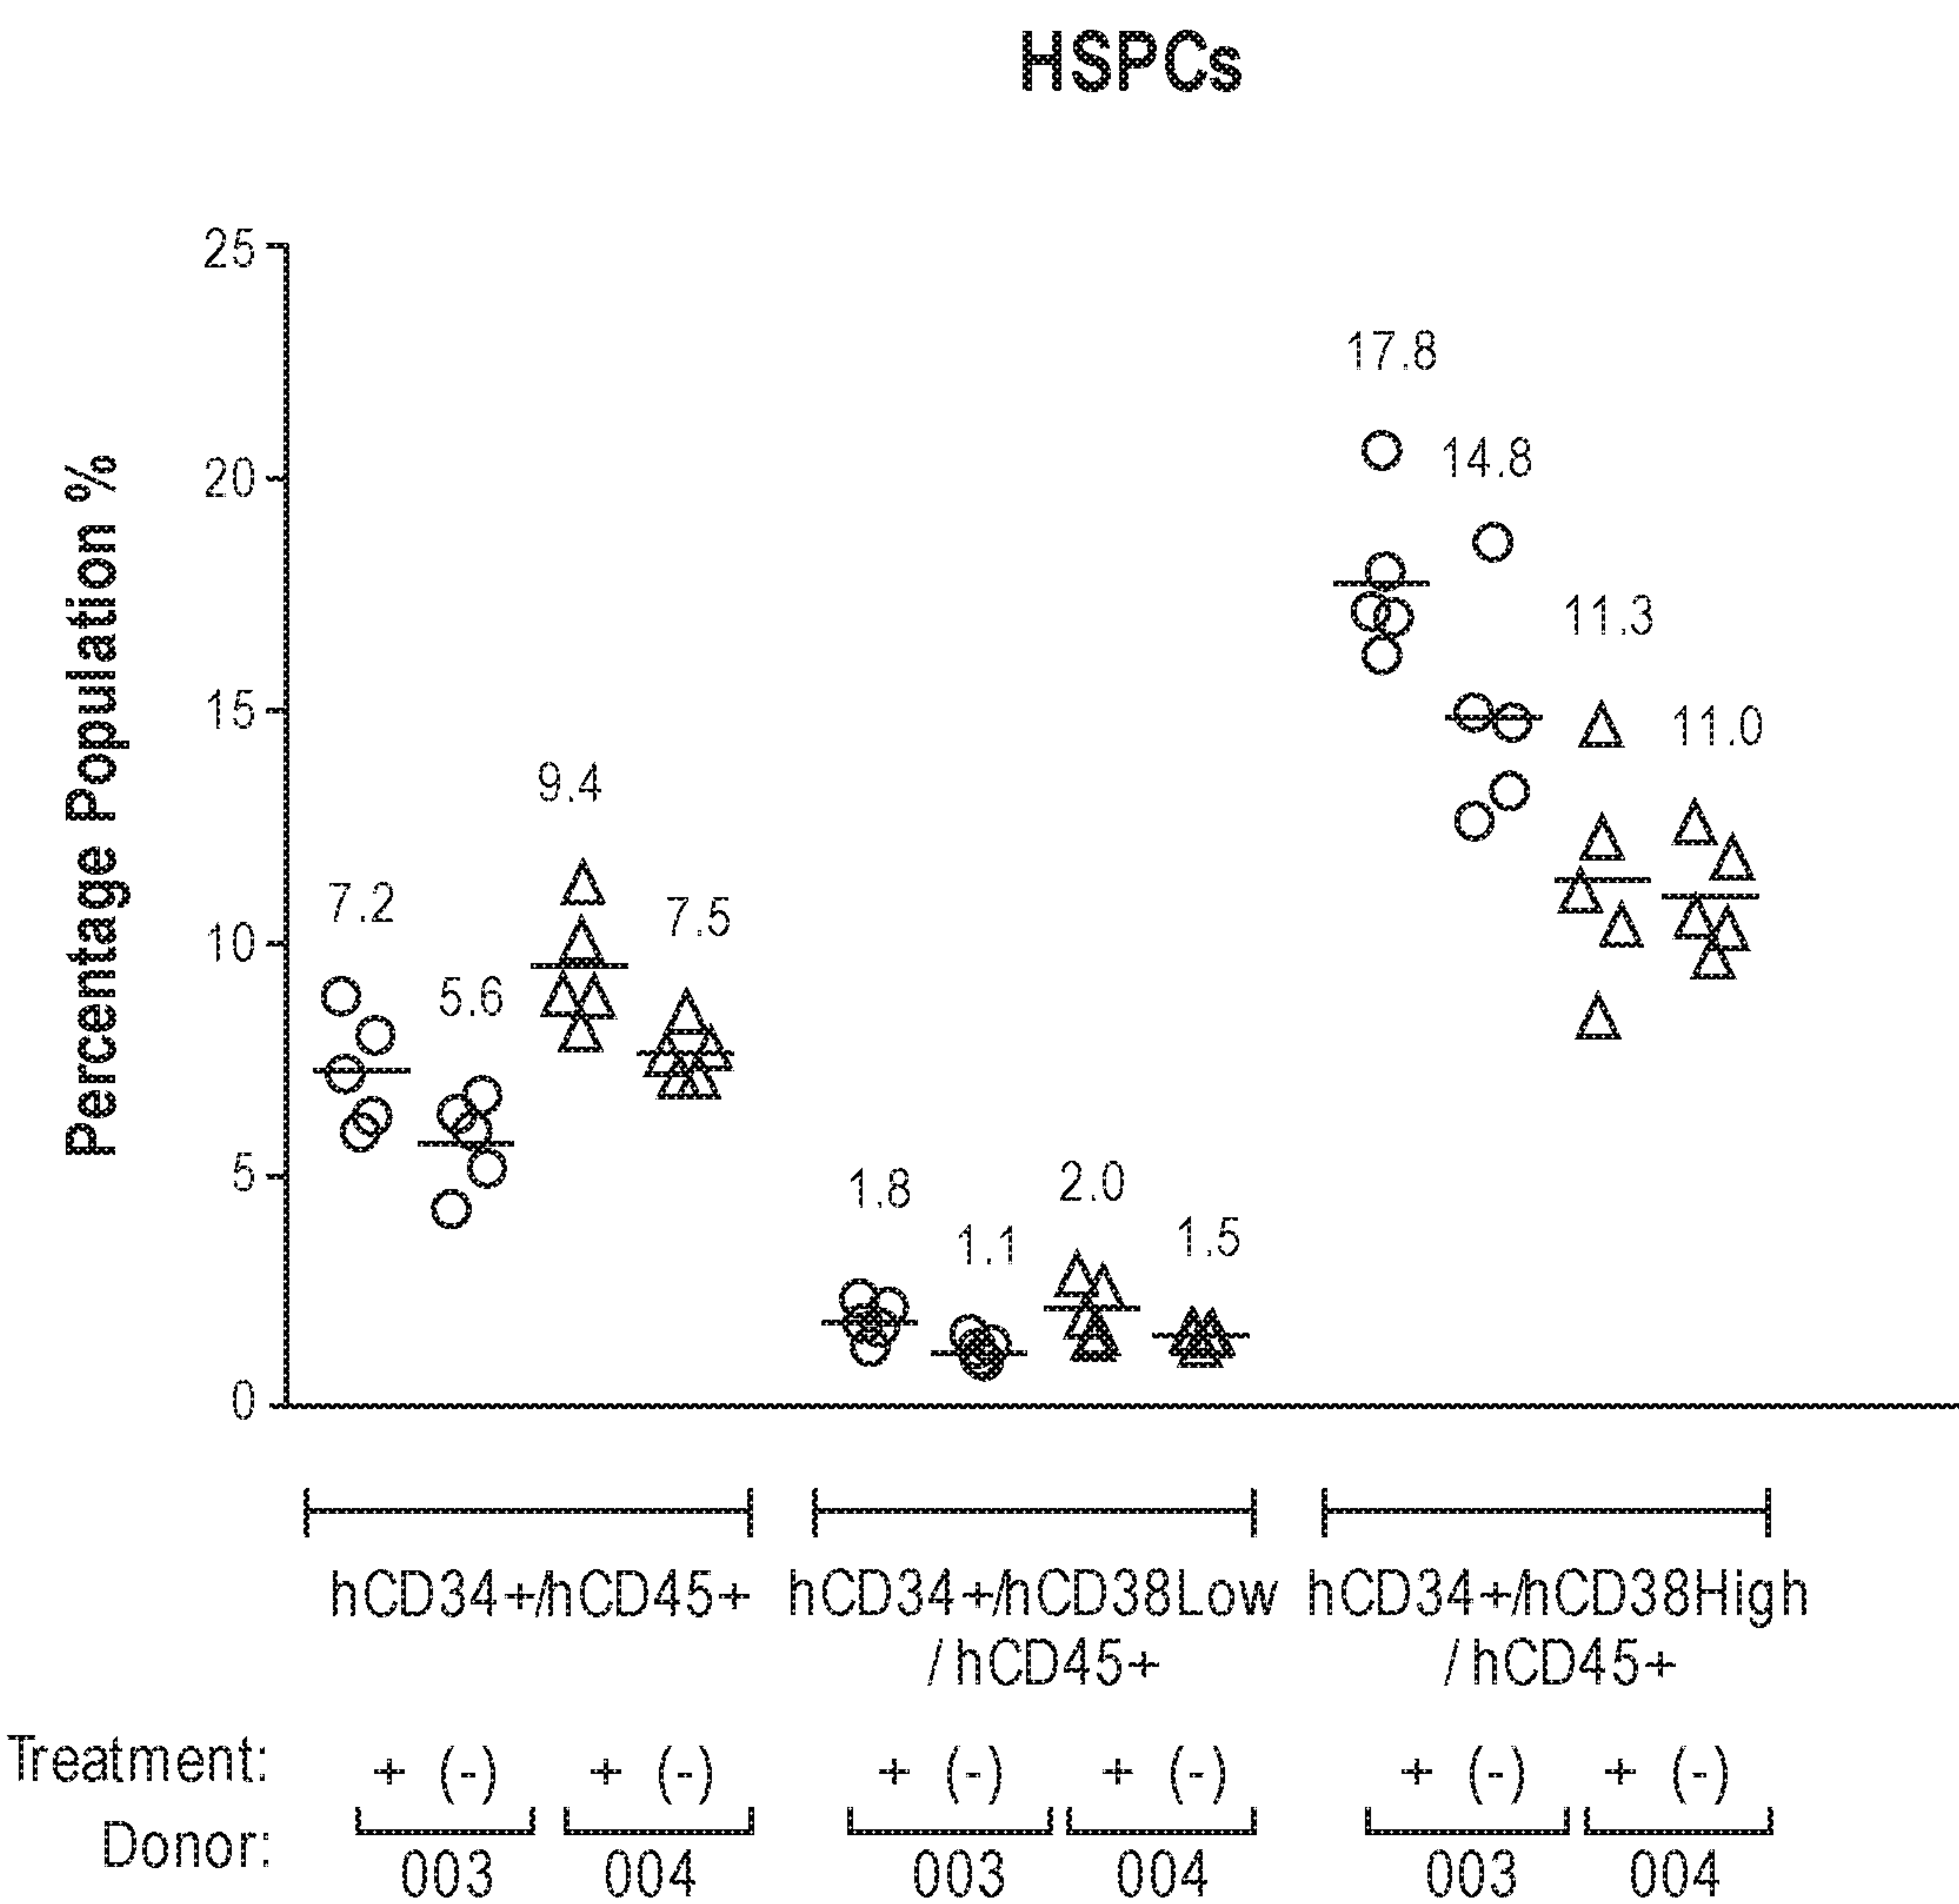 HSPCs
Percentage Population %
25
20
15
10
5
0
7.2
5.6
9.4
7.5
1.8
1.1
2.0
1.5
17.8
14.8
11.3
11.0
hCD34+/hCD45+
hCD34+/hCD38Low
/hCD45+
hCD34+/hCD38High
/hCD45+
Treatment: + (-) + (-) + (-) + (-) + (-) + (-)
Donor: 003 004 003 004 003 004